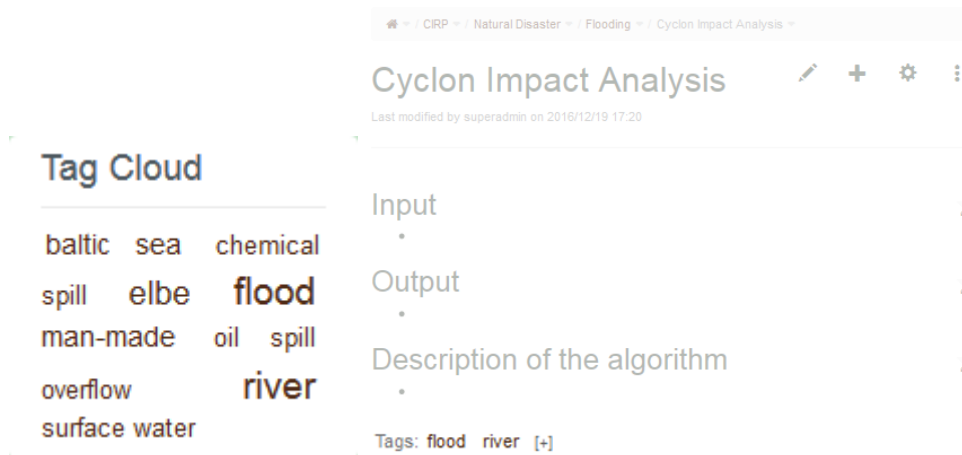 Tag Cloud
baltic sea chemical
spill elbe flood
man-made oil spill
overflow river
surface water
/ CIRP / Natural Disaster / Flooding / Cyclon Impact Analysis
Cyclon Impact Analysis
Last modified by superadmin on 2016/12/19 17:20
Input
•
Output
•
Description of the algorithm
•
Tags: flood river [+]